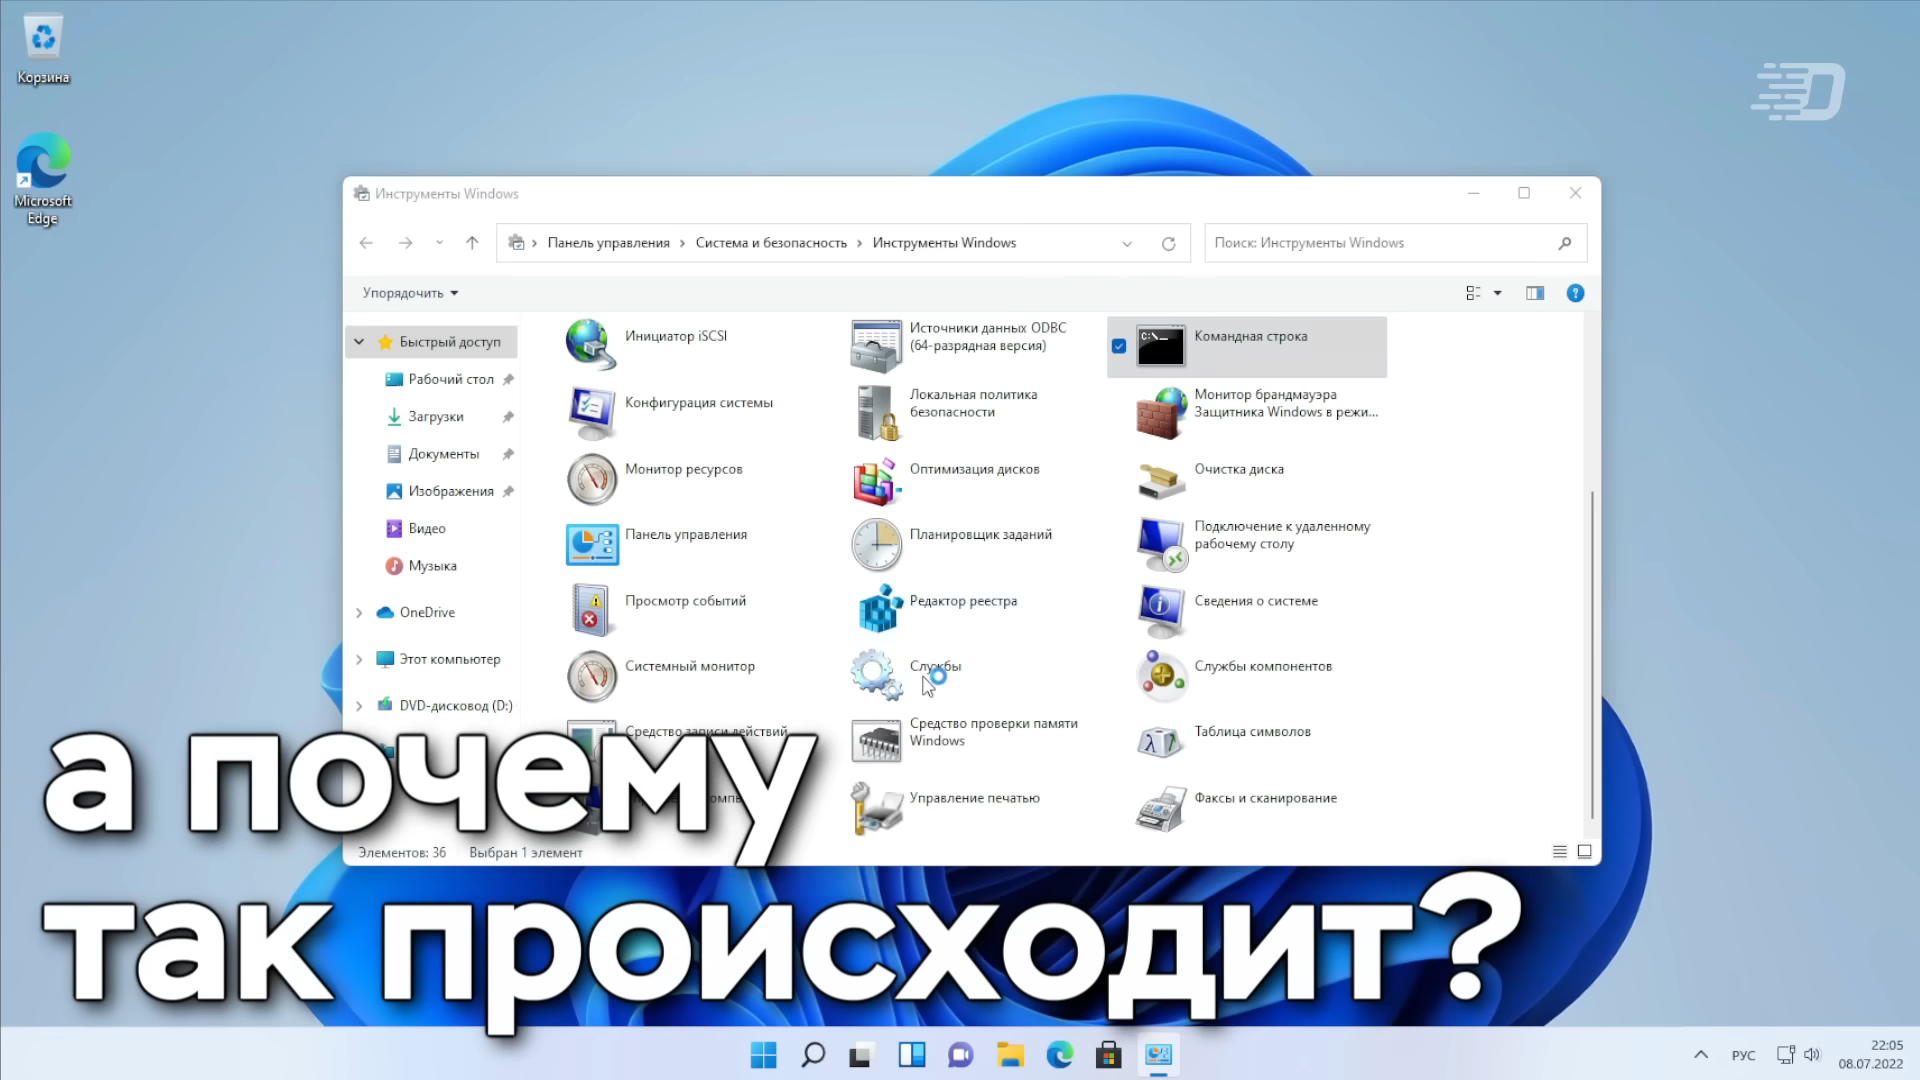 Корзина
Microsoft
Edge
Инструменты Windows
Панель управления
Система и безопасность
Инструменты Windows
Поиск: Инструменты Windows
Упорядочить
Быстрый доступ
Рабочий стол
Загрузки
Документы
Изображения
Видео
Музыка
OneDrive
Этот компьютер
DVD-дисковод (D:)
Инициатор iSCSI
Источники данных ODBC
(64-разрядная версия)
C:\_
Командная строка
Конфигурация системы
Локальная политика
безопасности
Монитор брандмауэра
Защитника Windows в режи...
Монитор ресурсов
Оптимизация дисков
Очистка диска
Панель управления
Планировщик заданий
Подключение к удаленному
рабочему столу
Просмотр событий
Редактор реестра
Сведения о системе
Системный монитор
Службы
Службы компонентов
Средство записи действий
Средство проверки памяти
Windows
Таблица символов
Управление печатью
Факсы и сканирование
Элементов: 36
Выбран 1 элемент
а почему
так происходит?
РУС
22:05
08.07.2022